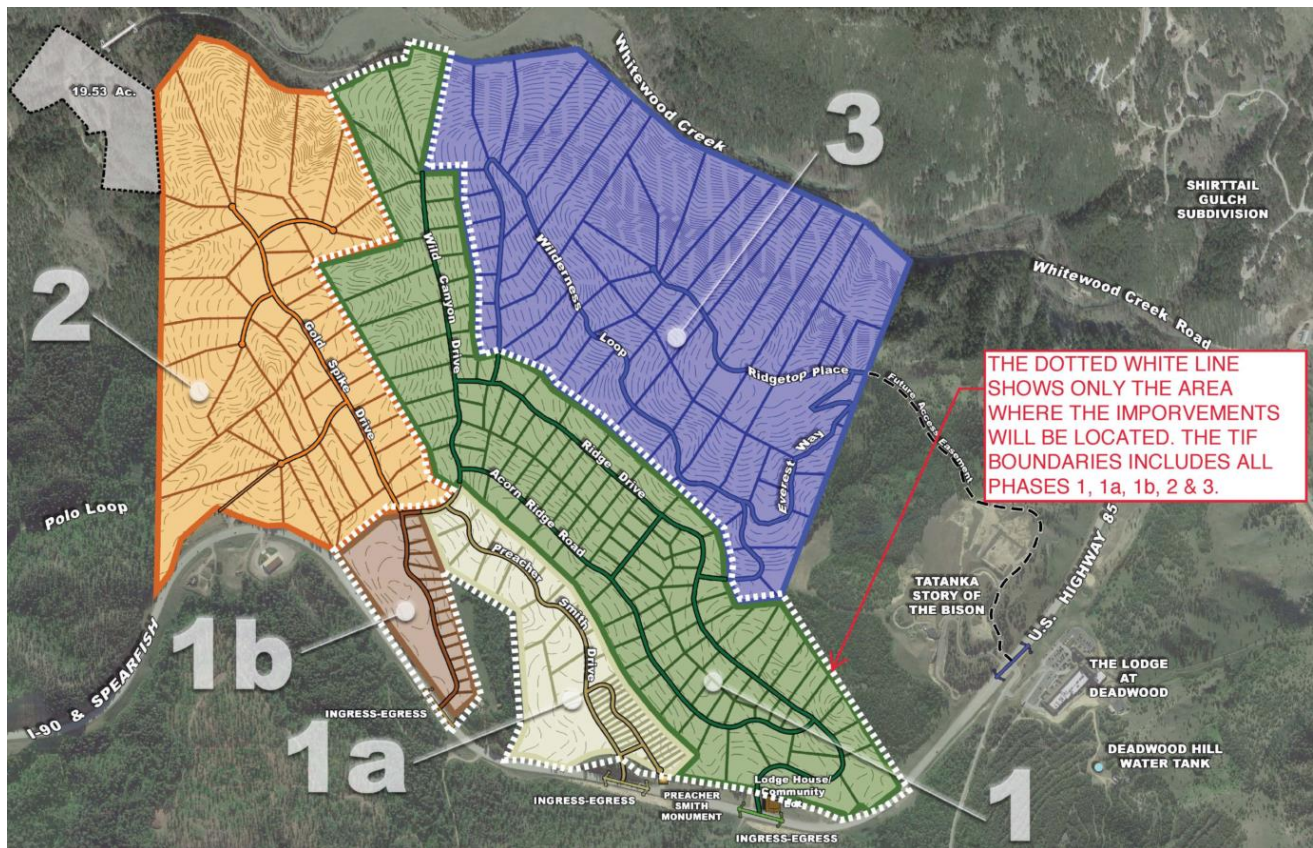 19.53 Ac.
Whitewood Creek
3
SHIRTTAIL
GULCH
SUBDIVISION
Whitewood Creek Road
2
Wild Canyon Drive
Wilderness Loop
Gold Spike Drive
Ridgetop Place
Future Access Easement
THE DOTTED WHITE LINE
SHOWS ONLY THE AREA
WHERE THE IMPORVEMENTS
WILL BE LOCATED. THE TIF
BOUNDARIES INCLUDES ALL
PHASES 1, 1a, 1b, 2 & 3.
Ridge Drive
Everest Way
Acorn Ridge Road
Polo Loop
Preacher Smith Drive
TATANKA
STORY OF
THE BISON
U.S. HIGHWAY 85
1b
THE LODGE
AT
DEADWOOD
I-90 & SPEARFISH
INGRESS-EGRESS
1a
DEADWOOD HILL
WATER TANK
1
Lodge House/
Community
INGRESS-EGRESS
PREACHER
SMITH
MONUMENT
INGRESS-EGRESS